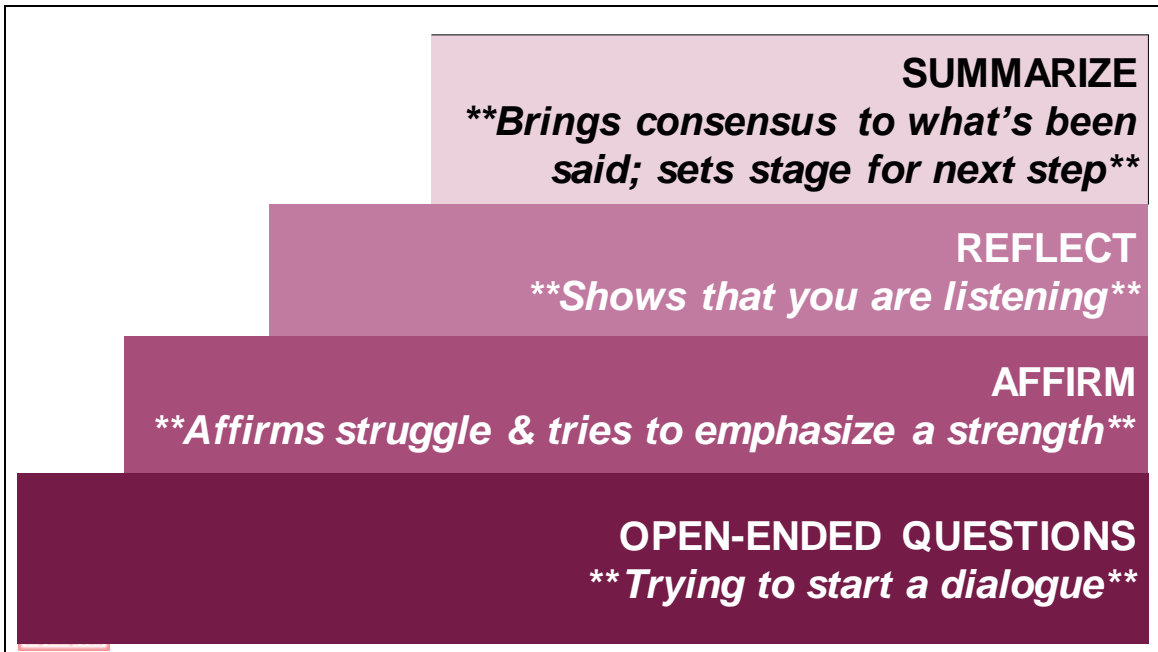 SUMMARIZE
**Brings consensus to what's been
said; sets stage for next step**
REFLECT
**Shows that you are listening**
AFFIRM
**Affirms struggle & tries to emphasize a strength**
OPEN-ENDED QUESTIONS
**Trying to start a dialogue**